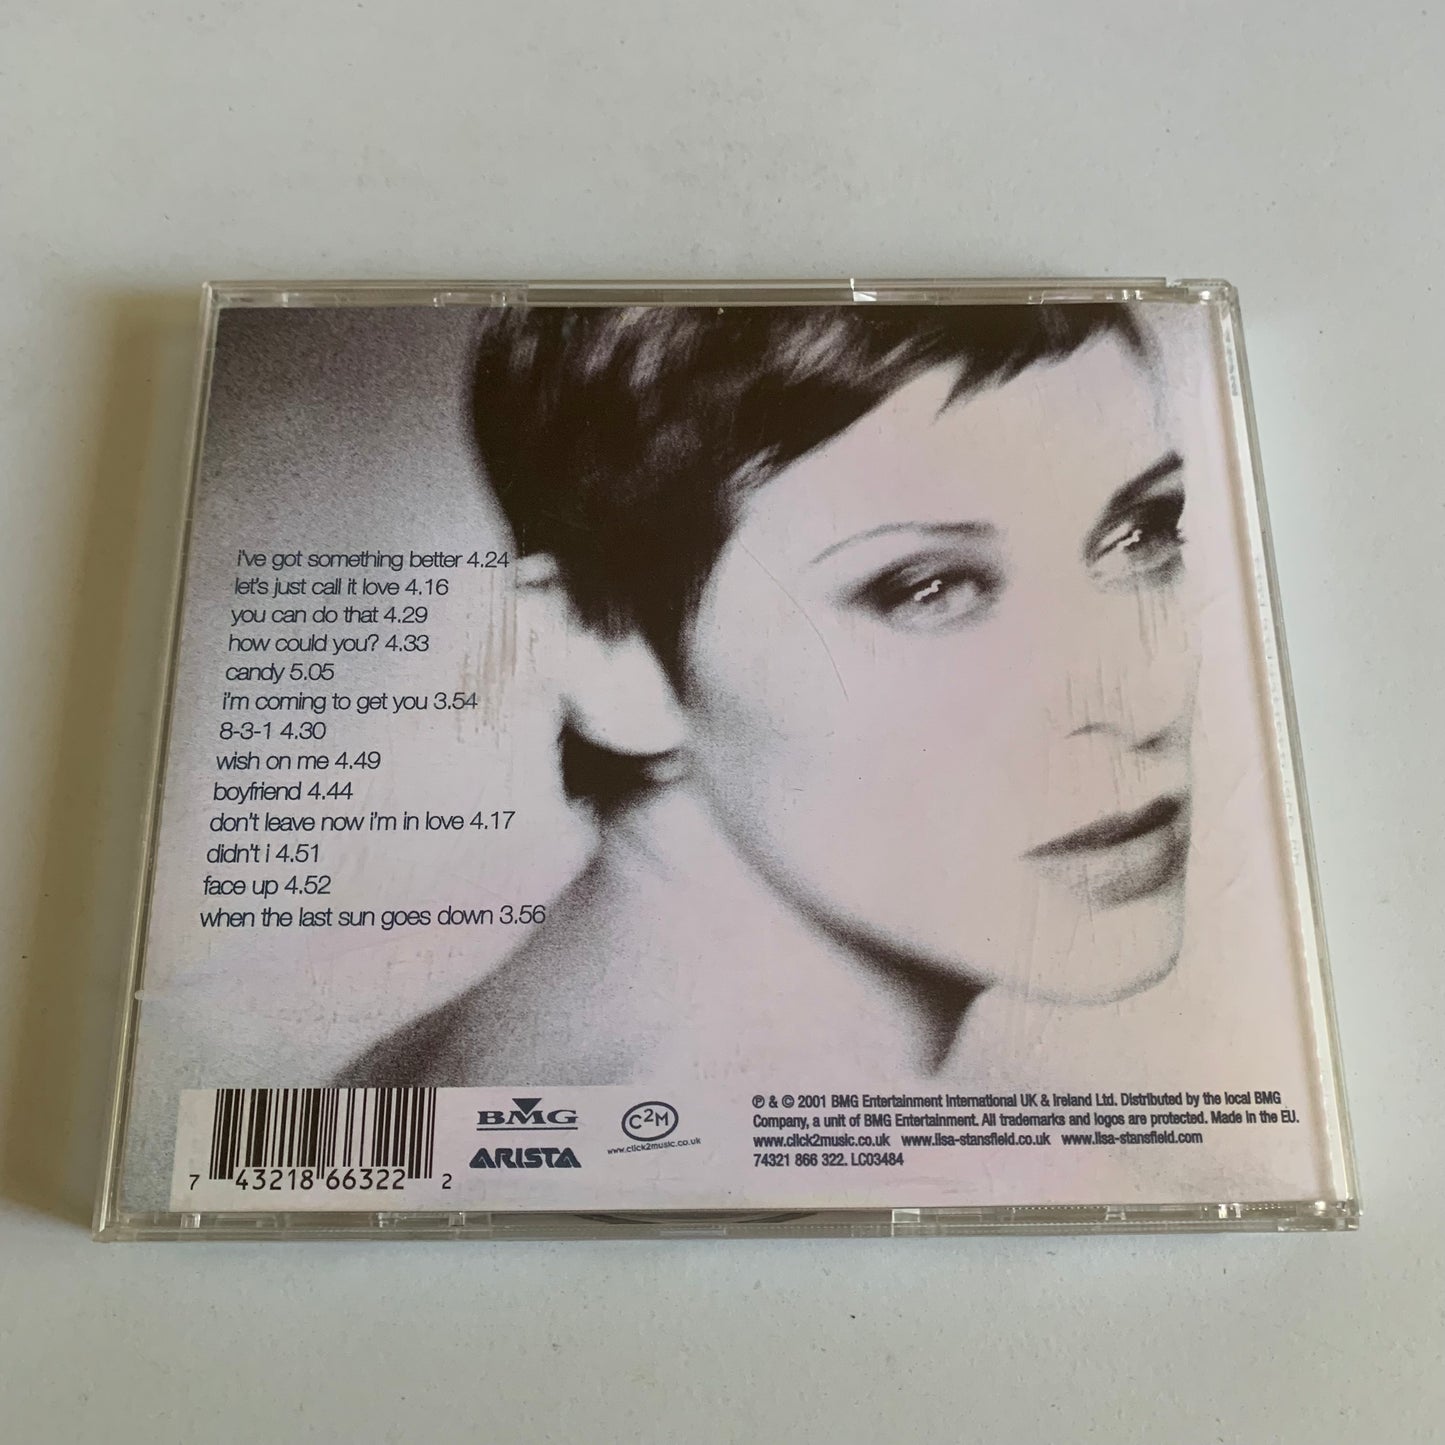 i've got something better 4.24
let's just call it love 4.16
you can do that 4.29
how could you? 4.33
candy 5.05
i'm coming to get you 3.54
8-3-1 4.30
wish on me 4.49
boyfriend 4.44
don't leave now i'm in love 4.17
didn't i 4.51
face up 4.52
when the last sun goes down 3.56
7 43218 66322 2
BMG
ARISTA
C2M
www.click2music.co.uk
℗ & © 2001 BMG Entertainment International UK & Ireland Ltd. Distributed by the local BMG
Company, a unit of BMG Entertainment. All trademarks and logos are protected. Made in the EU.
www.click2music.co.uk www.lisa-stansfield.co.uk www.lisa-stansfield.com
74321 866 322. LC03484